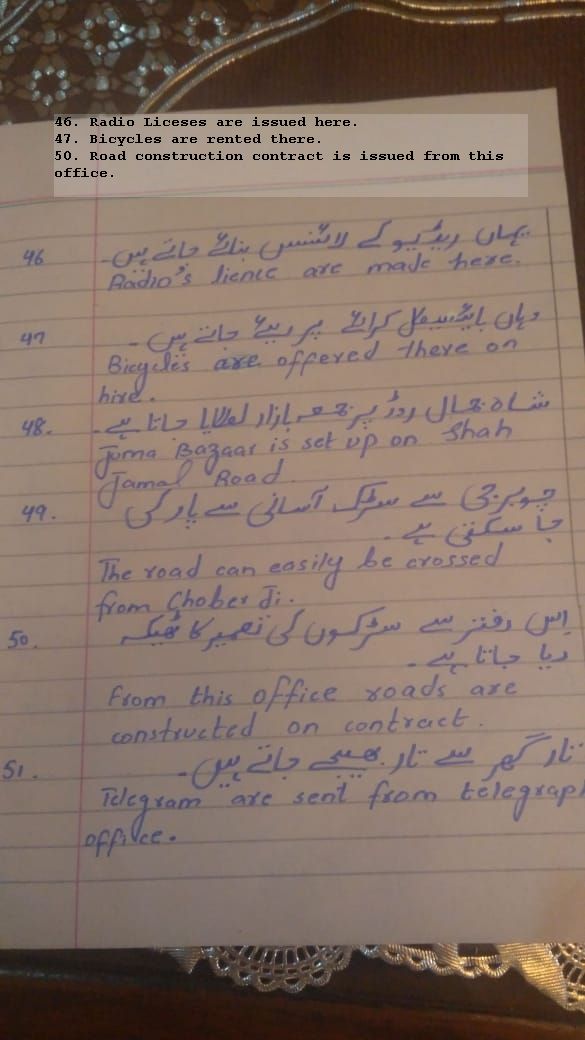 46. Radio Liceses are issued here.
47. Bicycles are rented there.
50. Road construction contract is issued from this
office.
46 یہاں ریڈیو کے لائسنس بنائے جاتے ہیں۔
Radio's lience are made here.
47 وہاں بائیسیکل کرائے پر دیئے جاتے ہیں۔
Bicycles are offered there on
hire.
48. شاہ جمال روڈ پر جمعہ بازار لگایا جاتا ہے۔
Juma Bazaar is set up on Shah
Jamal Road.
49. چوبرجی سے سڑک آسانی سے پار کی
جا سکتی ہے۔
The road can easily be crossed
from Chober Ji.
50. اِس دفتر سے سڑکوں کی تعمیر کا ٹھیکہ
دیا جاتا ہے۔
From this office roads are
constructed on contract.
51. تار گھر سے تار بھیجے جاتے ہیں۔
Telegram are sent from telegraph
office.